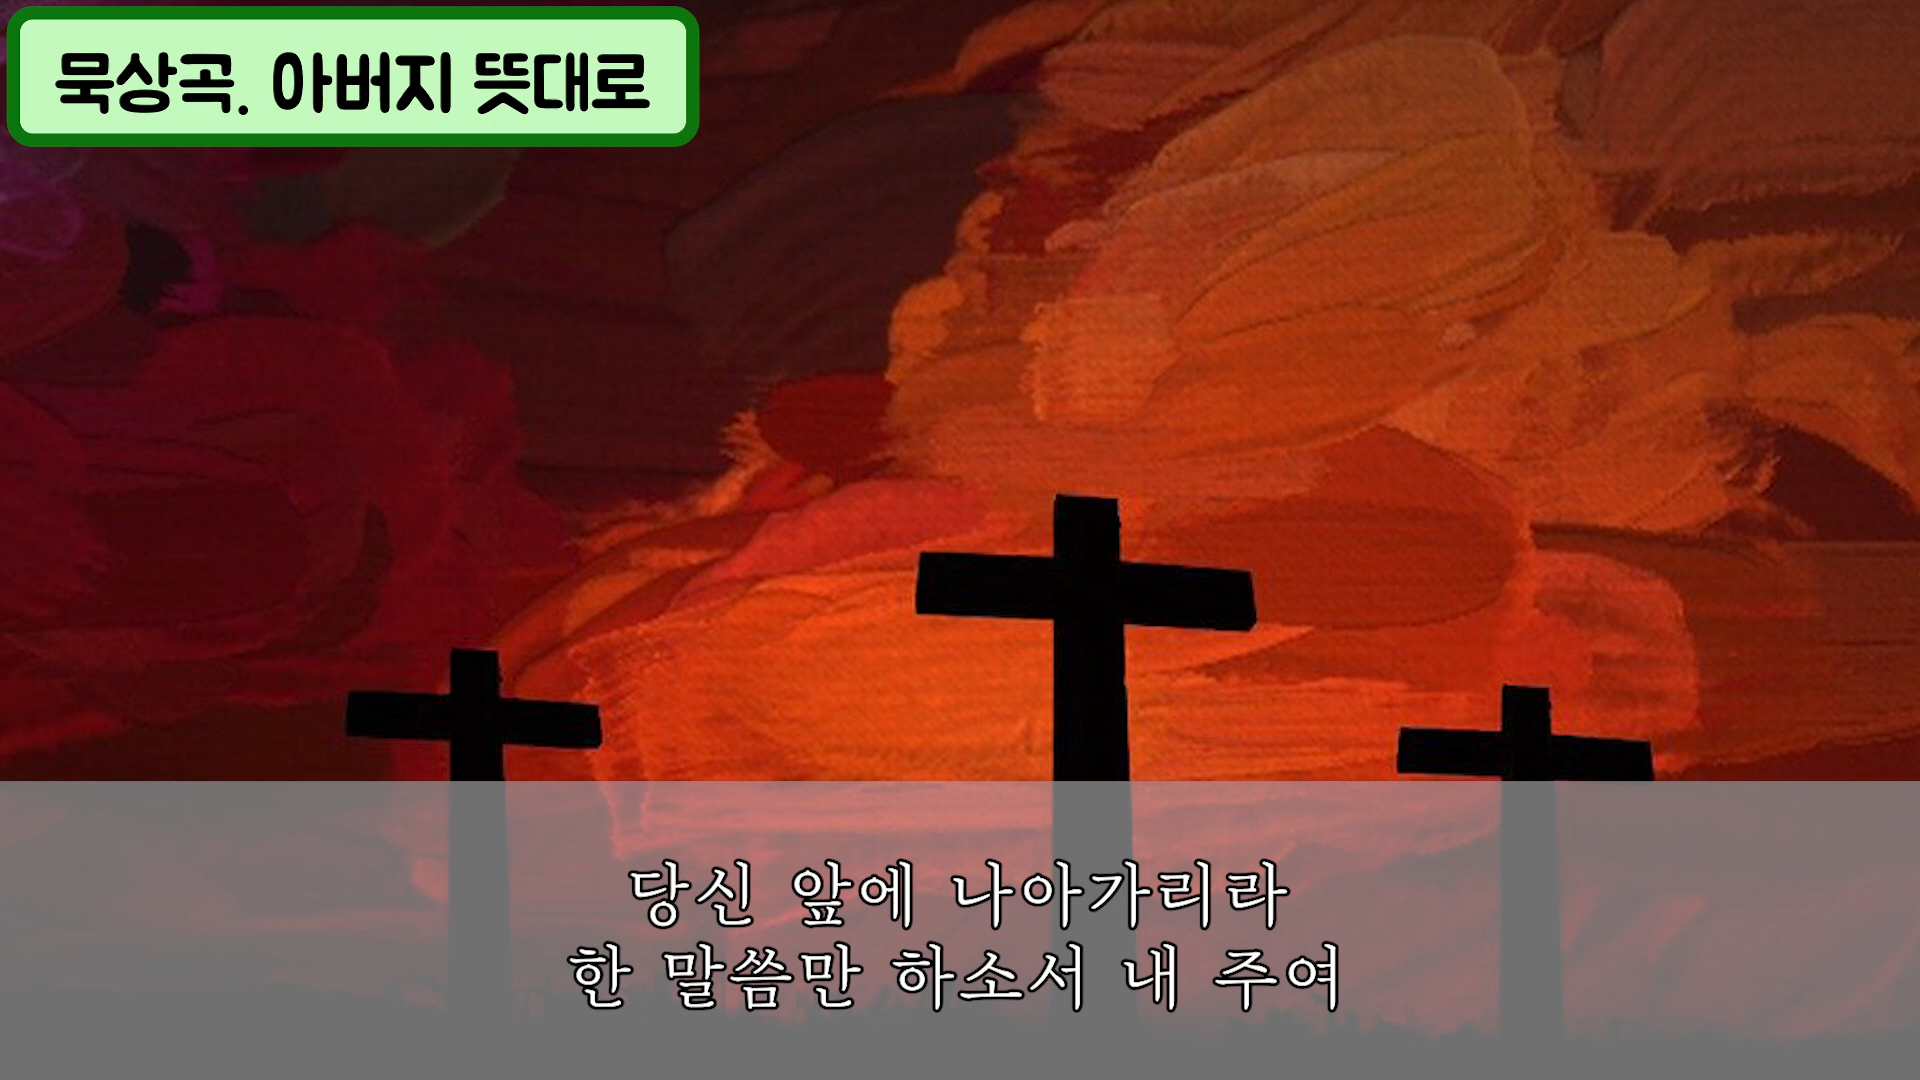 묵상곡. 아버지 뜻대로
당신 앞에 나아가리라
한 말씀만 하소서 내 주여